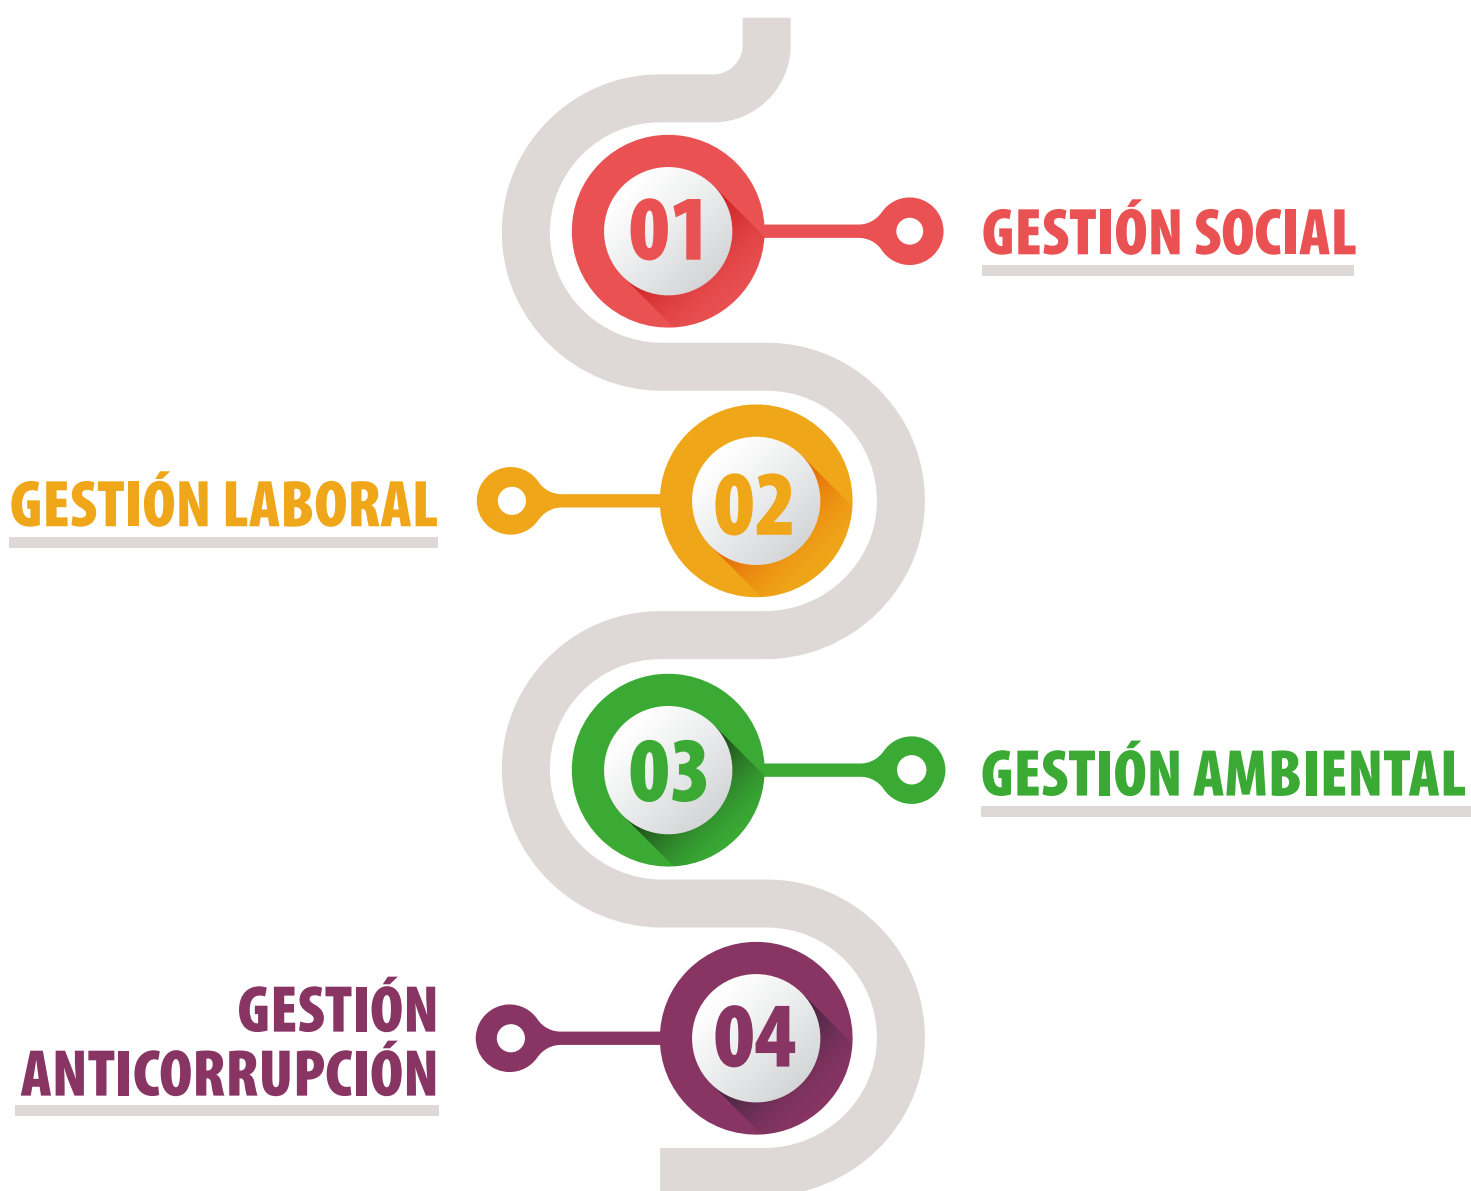 01
GESTIÓN SOCIAL
GESTIÓN LABORAL
02
03
GESTIÓN AMBIENTAL
GESTIÓN
ANTICORRUPCIÓN
04